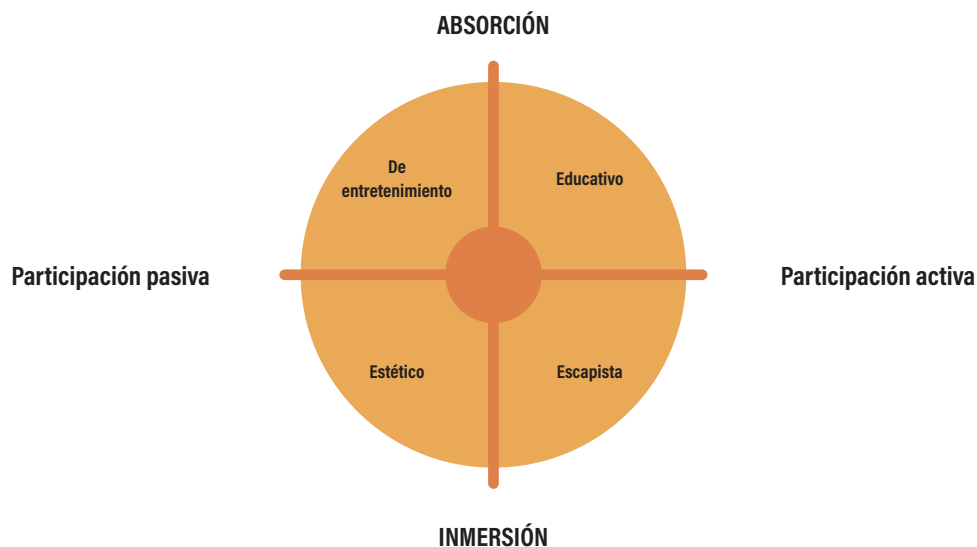 ABSORCIÓN
De
entretenimiento
Educativo
Participación pasiva
Participación activa
Estético
Escapista
INMERSIÓN